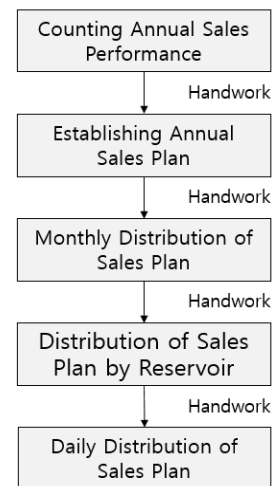 Counting Annual Sales
Performance
Handwork
Establishing Annual
Sales Plan
Handwork
Monthly Distribution of
Sales Plan
Handwork
Distribution of Sales
Plan by Reservoir
Handwork
Daily Distribution of
Sales Plan